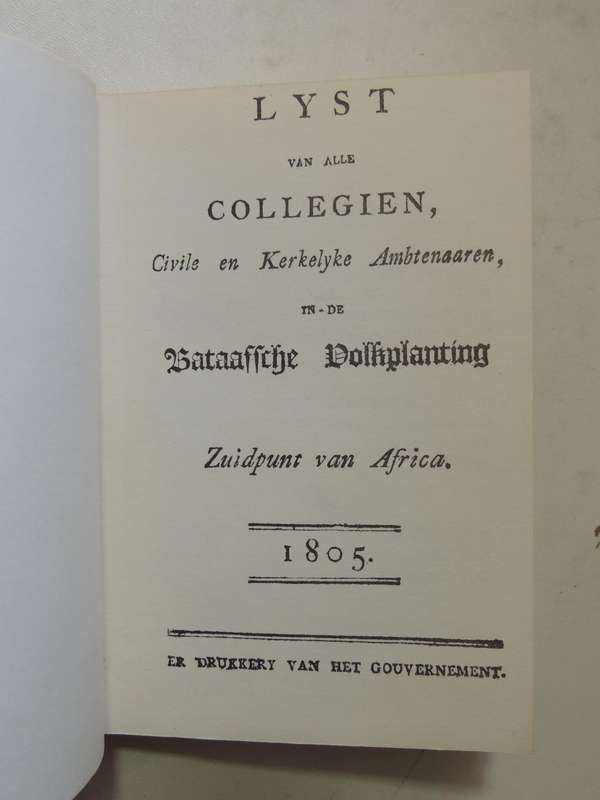 LYST
VAN ALLE
COLLEGIEN,
Civile en Kerkelyke Ambtenaaren,
IN-DE
Bataafsche Volkplanting
Zuidpunt van Africa.
1805.
ER DRUKKERY VAN HET GOUVERNEMENT.